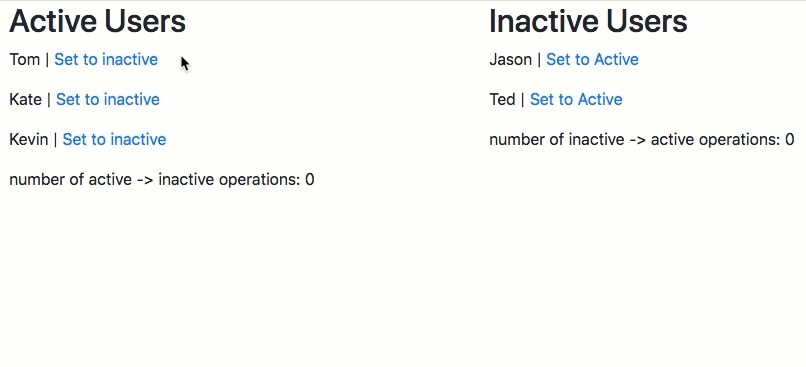 Active Users
Tom | Set to inactive
Kate | Set to inactive
Kevin | Set to inactive
number of active -> inactive operations: 0
Inactive Users
Jason | Set to Active
Ted | Set to Active
number of inactive -> active operations: 0